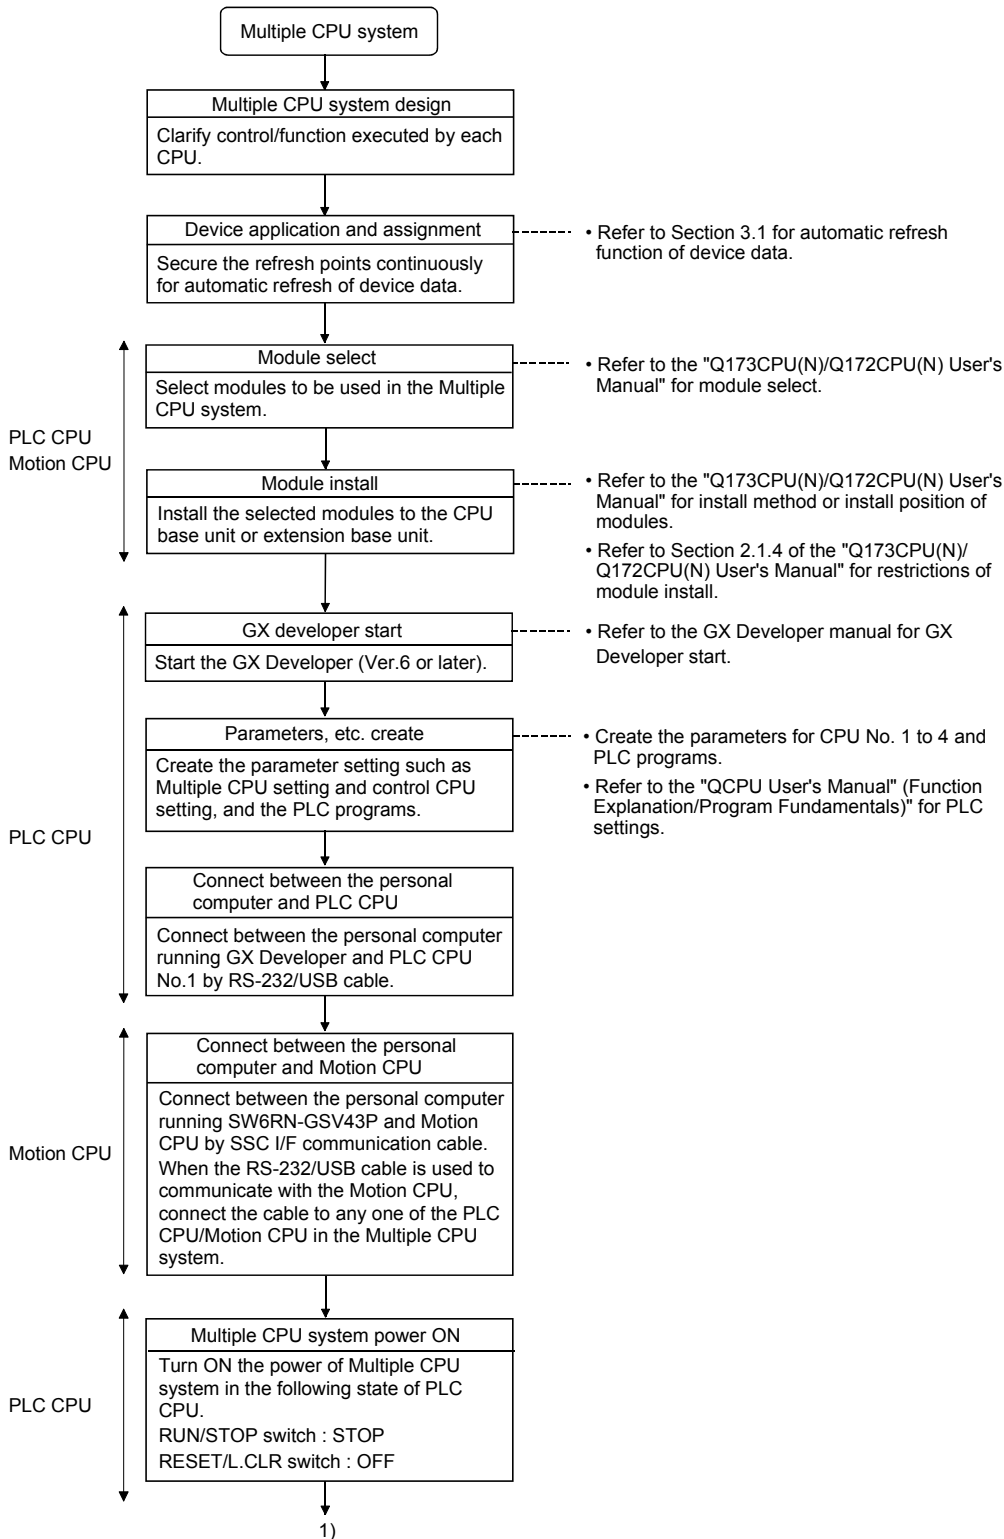 Multiple CPU system
Multiple CPU system design
Clarify control/function executed by each
CPU.
Device application and assignment
Secure the refresh points continuously
for automatic refresh of device data.
• Refer to Section 3.1 for automatic refresh
function of device data.
PLC CPU
Motion CPU
Module select
Select modules to be used in the Multiple
CPU system.
• Refer to the "Q173CPU(N)/Q172CPU(N) User's
Manual" for module select.
Module install
Install the selected modules to the CPU
base unit or extension base unit.
• Refer to the "Q173CPU(N)/Q172CPU(N) User's
Manual" for install method or install position of
modules.
• Refer to Section 2.1.4 of the "Q173CPU(N)/
Q172CPU(N) User's Manual" for restrictions of
module install.
PLC CPU
GX developer start
Start the GX Developer (Ver.6 or later).
• Refer to the GX Developer manual for GX
Developer start.
Parameters, etc. create
Create the parameter setting such as
Multiple CPU setting and control CPU
setting, and the PLC programs.
• Create the parameters for CPU No. 1 to 4 and
PLC programs.
• Refer to the "QCPU User's Manual" (Function
Explanation/Program Fundamentals)" for PLC
settings.
Connect between the personal
computer and PLC CPU
Connect between the personal computer
running GX Developer and PLC CPU
No.1 by RS-232/USB cable.
Motion CPU
Connect between the personal
computer and Motion CPU
Connect between the personal computer
running SW6RN-GSV43P and Motion
CPU by SSC I/F communication cable.
When the RS-232/USB cable is used to
communicate with the Motion CPU,
connect the cable to any one of the PLC
CPU/Motion CPU in the Multiple CPU
system.
PLC CPU
Multiple CPU system power ON
Turn ON the power of Multiple CPU
system in the following state of PLC
CPU.
RUN/STOP switch : STOP
RESET/L.CLR switch : OFF
1)